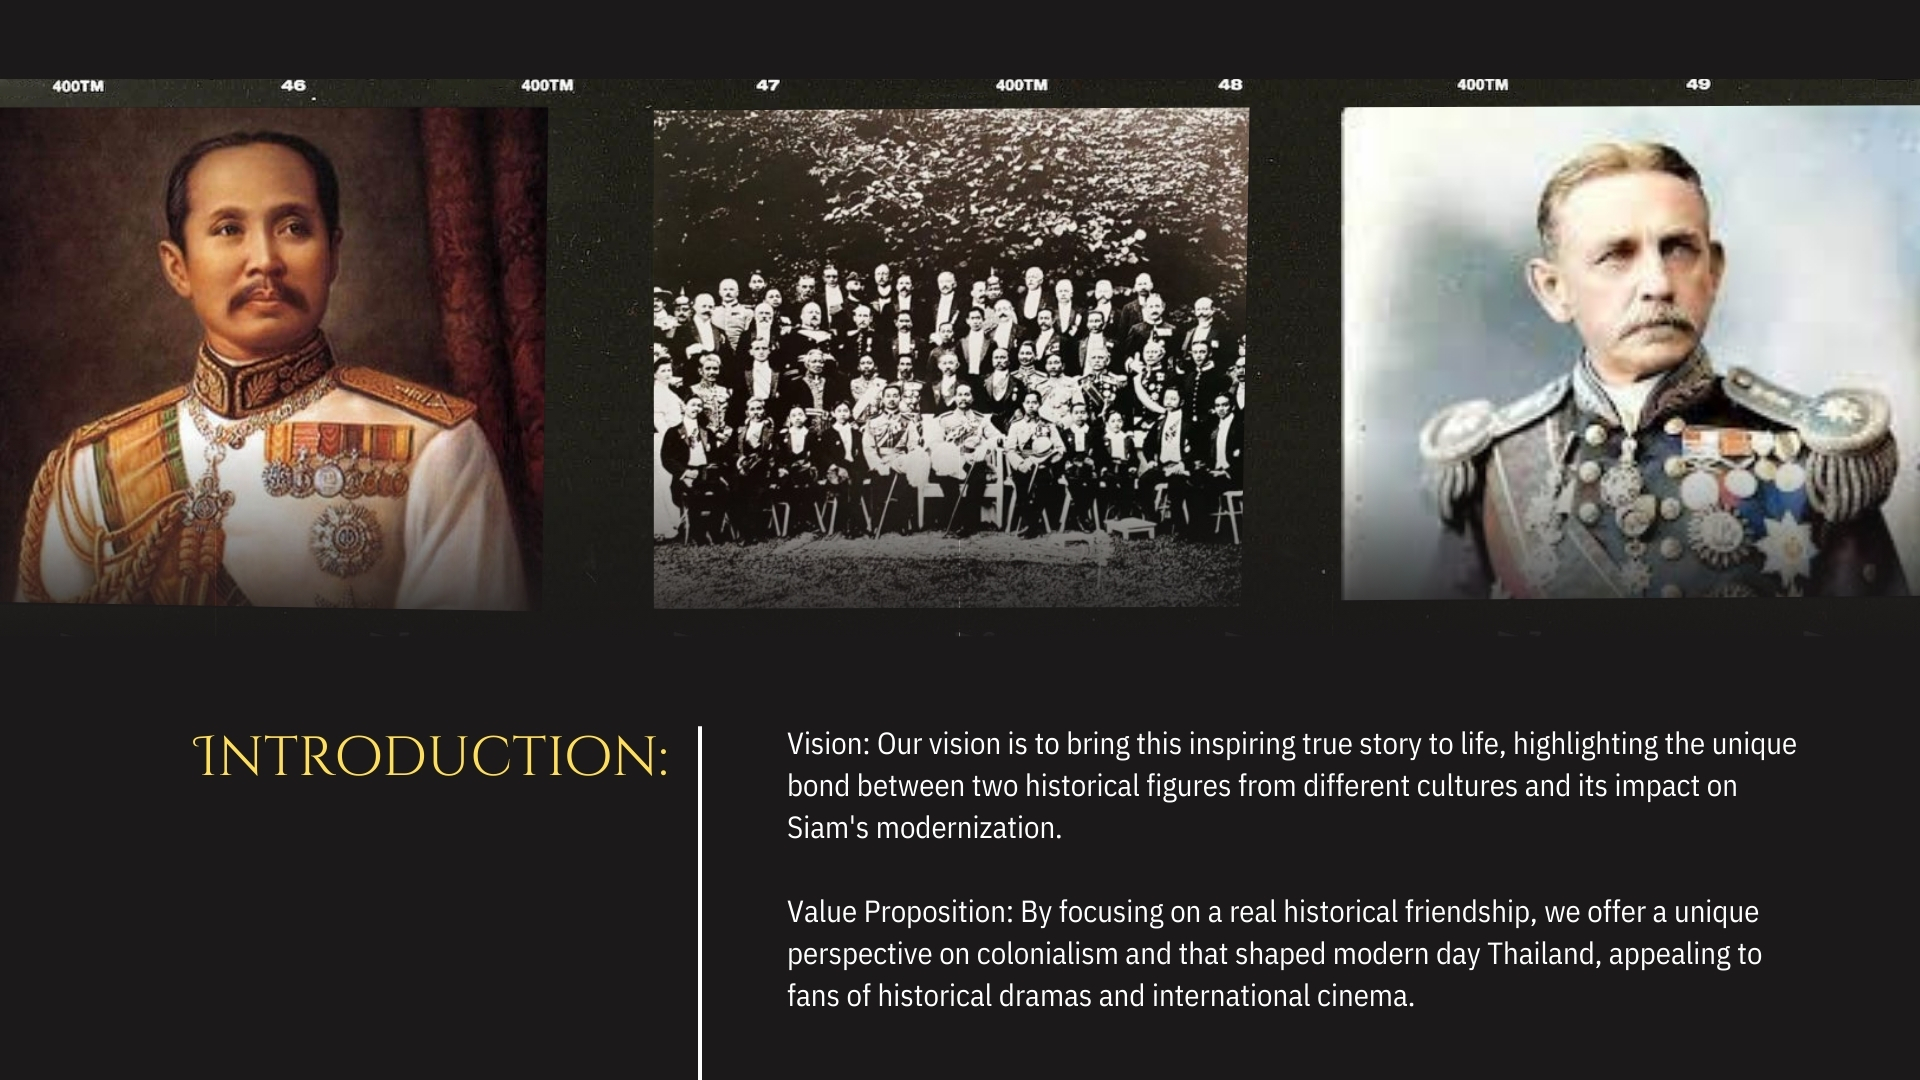 400TM 46 400TM 47 400TM 48 400TM 49
INTRODUCTION:
Vision: Our vision is to bring this inspiring true story to life, highlighting the unique
bond between two historical figures from different cultures and its impact on
Siam's modernization.
Value Proposition: By focusing on a real historical friendship, we offer a unique
perspective on colonialism and that shaped modern day Thailand, appealing to
fans of historical dramas and international cinema.